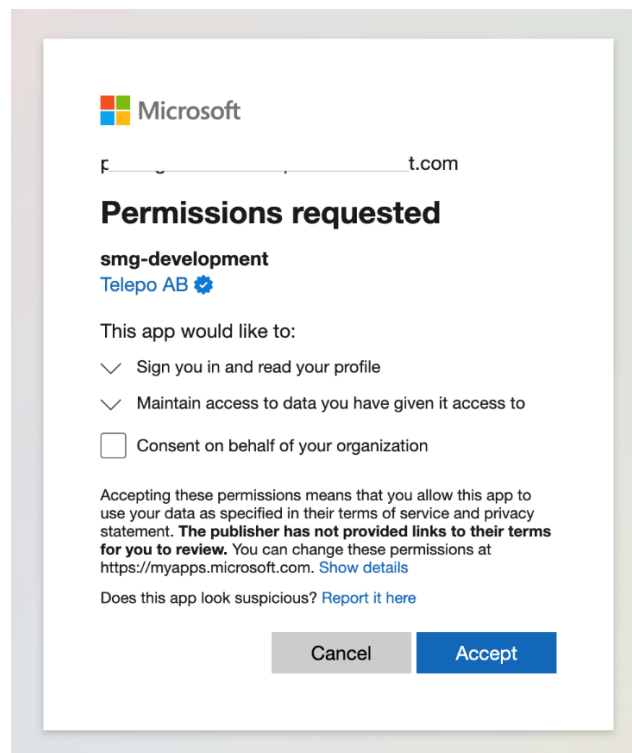 Microsoft
t.com
Permissions requested
smg-development
Telepo AB
This app would like to:
Sign you in and read your profile
Maintain access to data you have given it access to
Consent on behalf of your organization
Accepting these permissions means that you allow this app to
use your data as specified in their terms of service and privacy
statement. The publisher has not provided links to their terms
for you to review. You can change these permissions at
https://myapps.microsoft.com. Show details
Does this app look suspicious? Report it here
Cancel
Accept